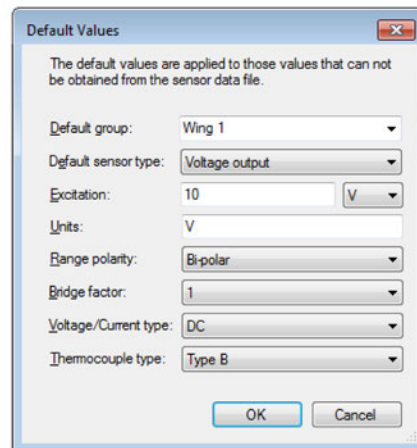 Default Values
The default values are applied to those values that can not
be obtained from the sensor data file.
Default group: Wing 1
Default sensor type: Voltage output
Excitation: 10 V
Units: V
Range polarity: Bi-polar
Bridge factor: 1
Voltage/Current type: DC
Thermocouple type: Type B
OK Cancel